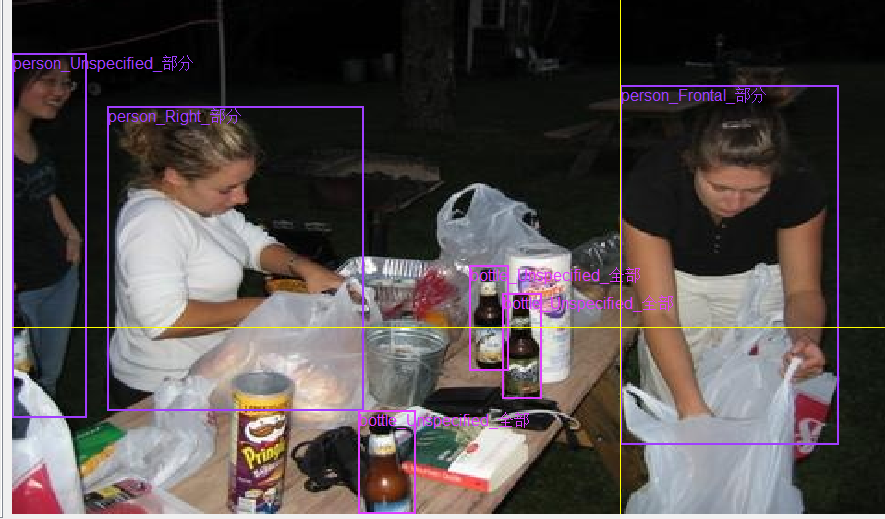 person_Unspecified_部分
person_Right_部分
person_Frontal_部分
bottle_Unspecified_全部
bottle_Unspecified_
部
bottle_Unspecified_全部
Pringles